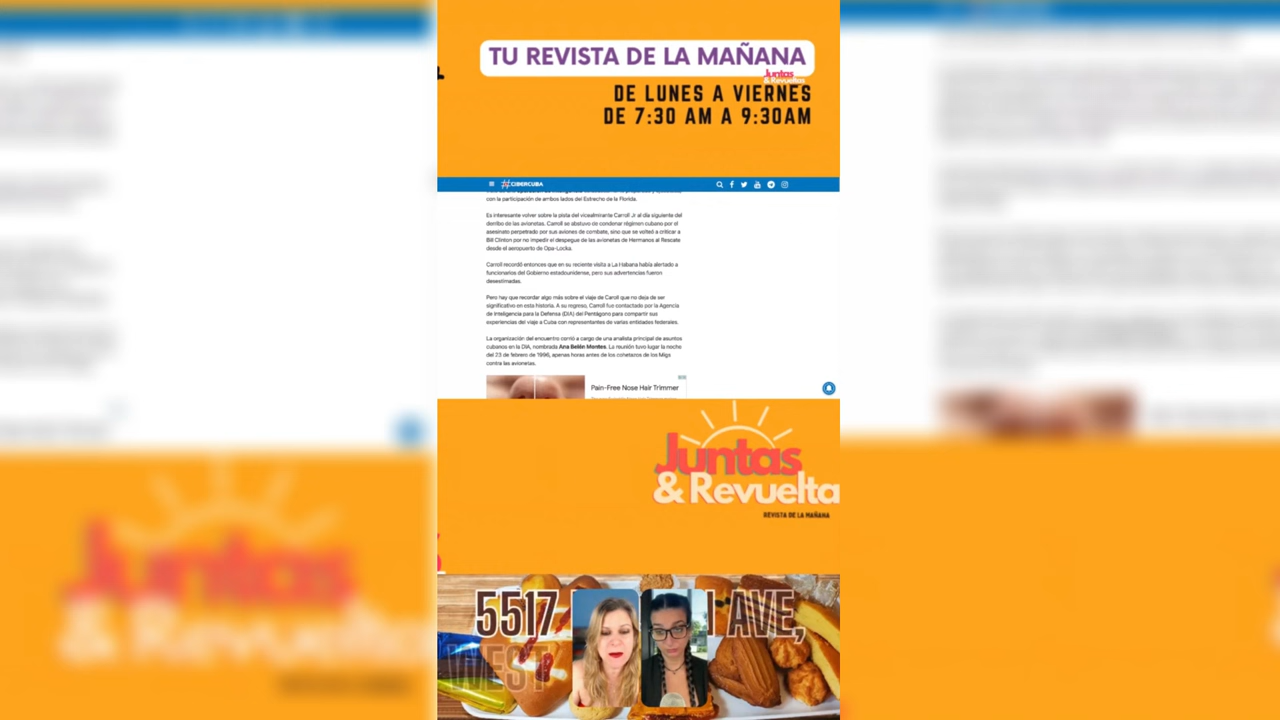 TU REVISTA DE LA MAÑANA
Juntas
& Revueltas
DE LUNES A VIERNES
DE 7:30 AM A 9:30AM
CIBERCUBA
con la participación de ambos lados del Estrecho de la Florida.
Es interesante volver sobre la pista del vicealmirante Carroll Jr al día siguiente del
derribo de las avionetas. Carroll se abstuvo de condenar régimen cubano por el
asesinato perpetrado por sus aviones de combate, sino que se volteó a criticar a
Bill Clinton por no impedir el despegue de las avionetas de Hermanos al Rescate
desde el aeropuerto de Opa-Locka.
Carroll recordó entonces que en su reciente visita a La Habana había alertado a
funcionarios del Gobierno estadounidense, pero sus advertencias fueron
desestimadas.
Pero hay que recordar algo más sobre el viaje de Caroll que no deja de ser
significativo en esta historia. A su regreso, Carroll fue contactado por la Agencia
de Inteligencia para la Defensa (DIA) del Pentágono para compartir sus
experiencias del viaje a Cuba con representantes de varias entidades federales.
La organización del encuentro corrió a cargo de una analista principal de asuntos
cubanos en la DIA, nombrada Ana Belén Montes. La reunión tuvo lugar la noche
del 23 de febrero de 1996, apenas horas antes de los cohetazos de los Migs
contra las avionetas.
Pain-Free Nose Hair Trimmer
Juntas
& Revuelta
REVISTA DE LA MAÑANA
5517 AVE,
WEST